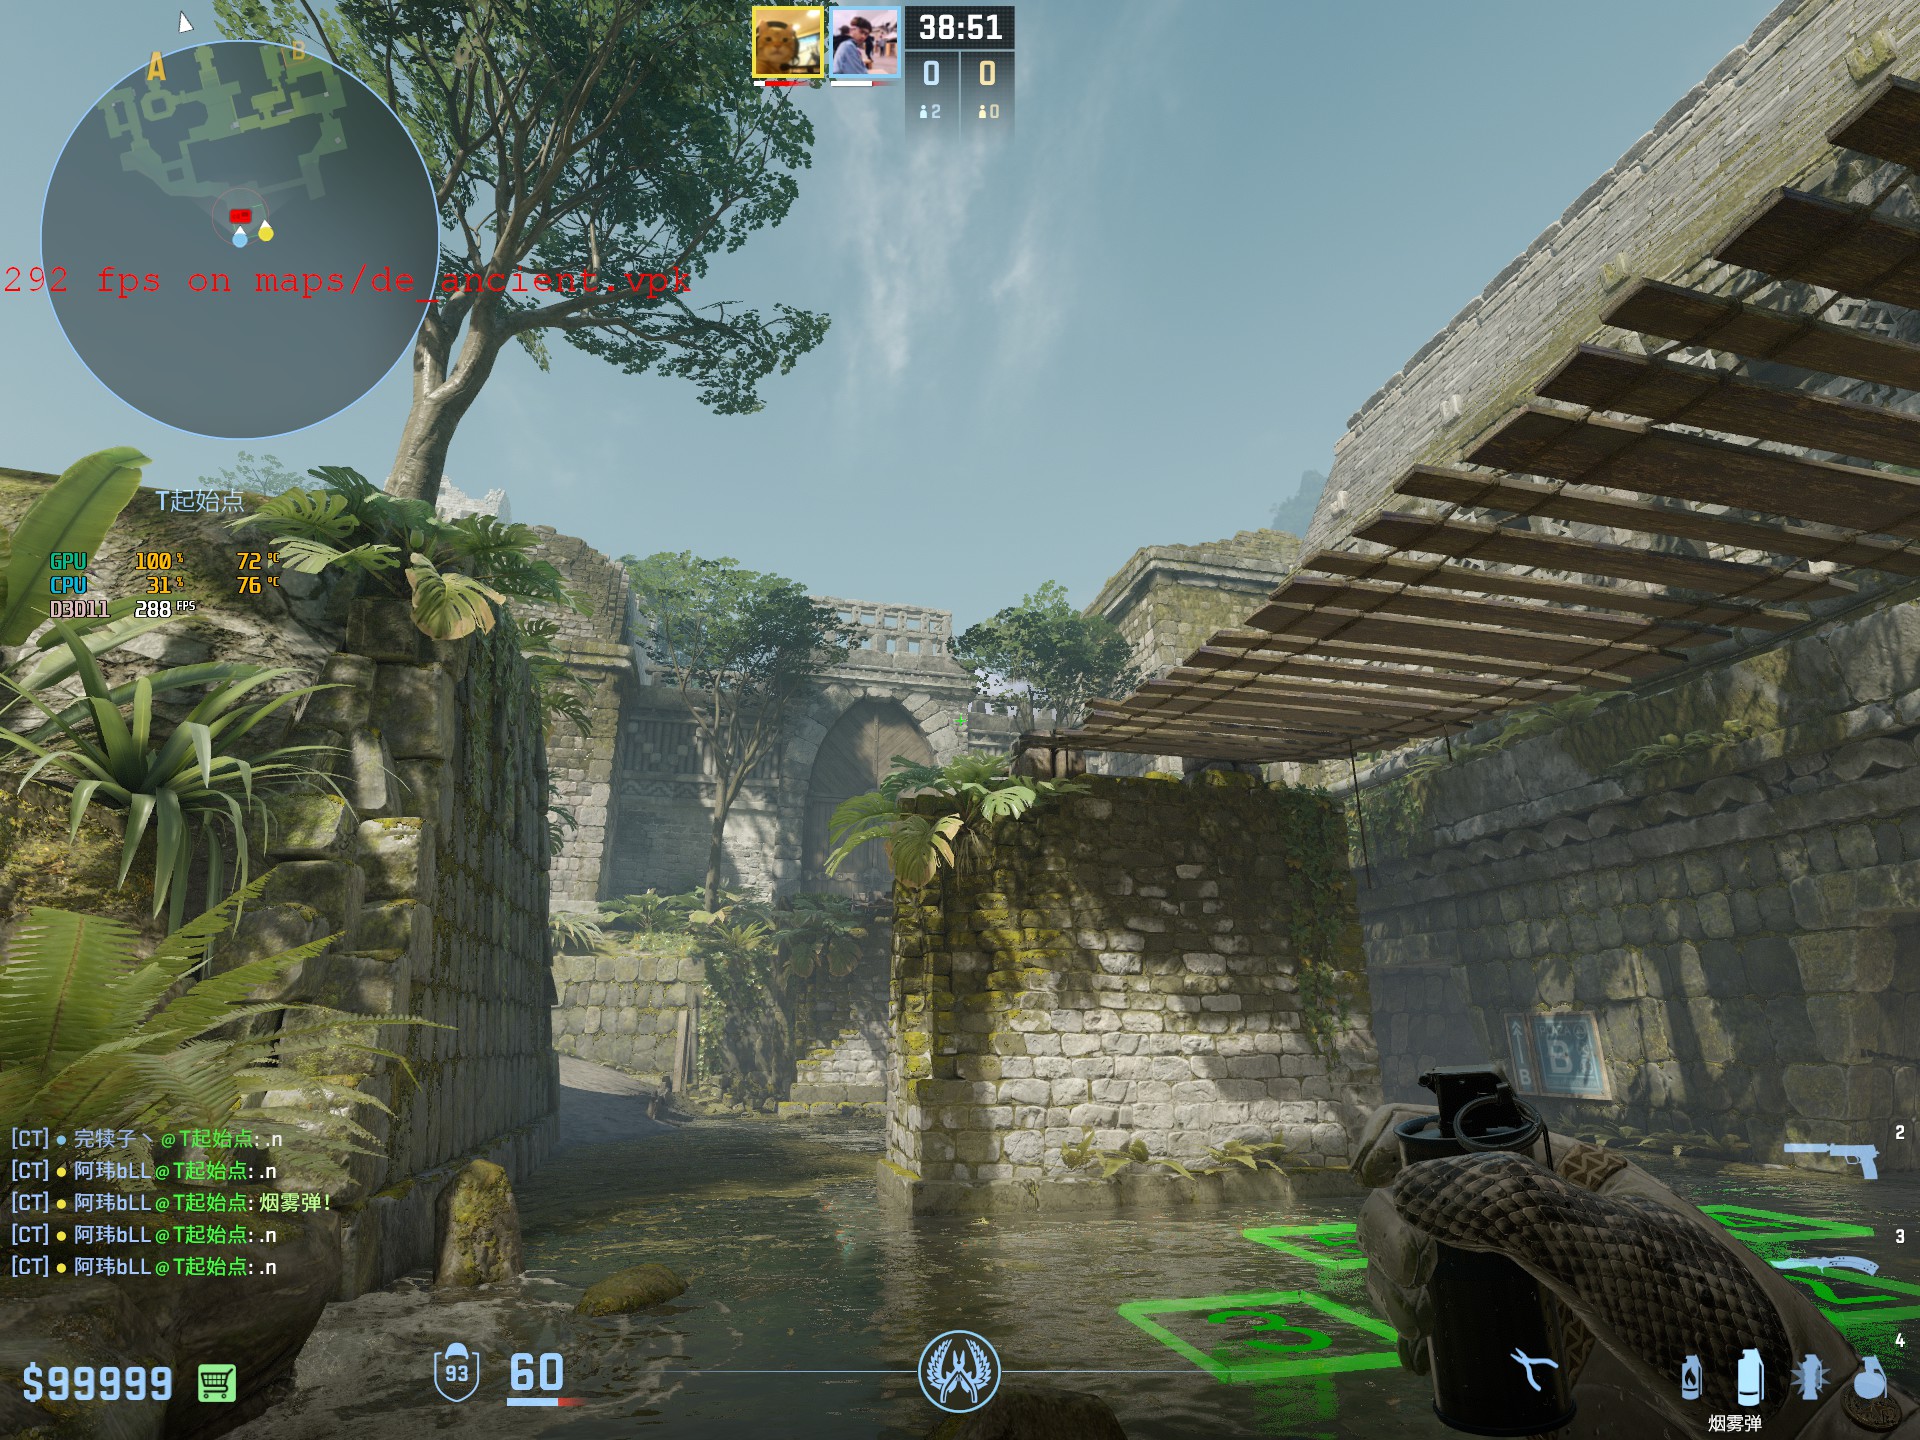 A
B
38:51
0 0
2 0
292 fps on maps/de_ancient.vpk
T起始点
GPU 100 % 72 °C
CPU 31 % 76 °C
D3D11 288 FPS
B
B
[CT] ● 完犊子丶@T起始点: .n
[CT] ● 阿玮bLL@T起始点: .n
[CT] ● 阿玮bLL@T起始点: 烟雾弹!
[CT] ● 阿玮bLL@T起始点: .n
[CT] ● 阿玮bLL@T起始点: .n
2
3
3
4
$99999
93
60
烟雾弹